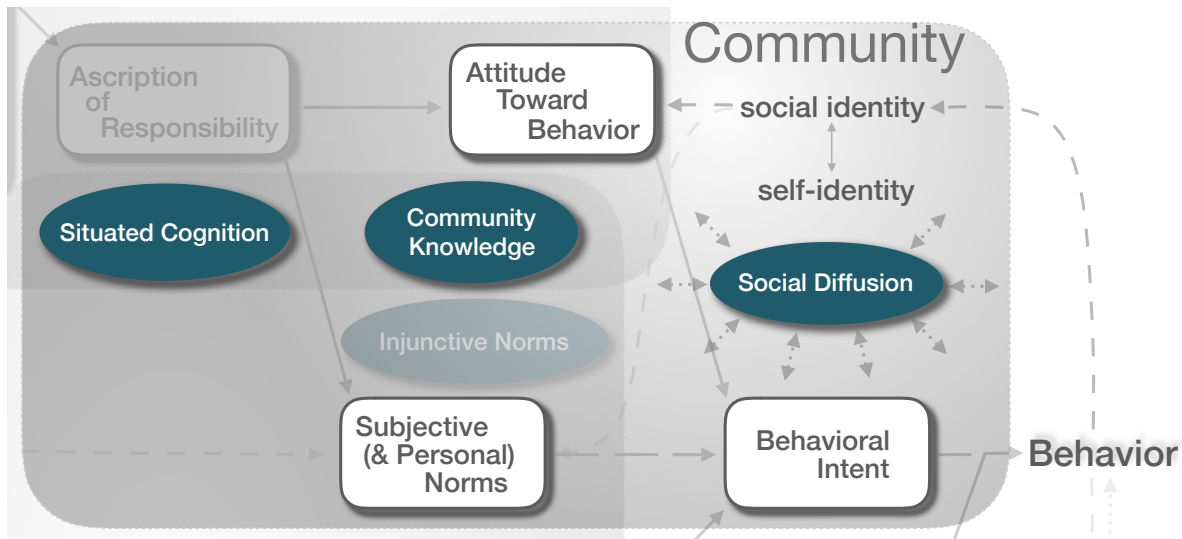 Community
Ascription
of
Responsibility
Attitude
Toward
Behavior
social identity
self-identity
Situated Cognition
Community
Knowledge
Social Diffusion
Injunctive Norms
Subjective
(& Personal)
Norms
Behavioral
Intent
Behavior